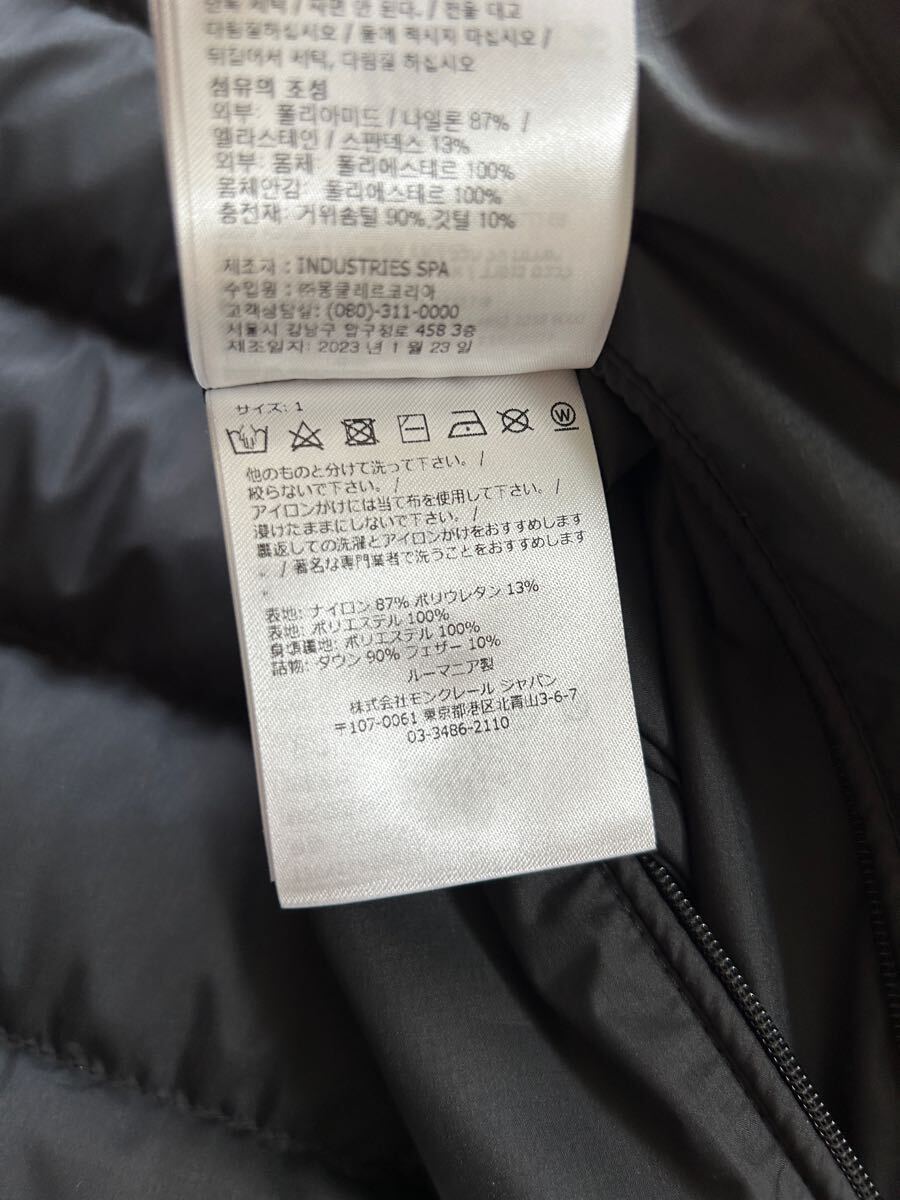 단독 세탁 / 짜면 안 된다. / 천을 대고
다림질하십시오 / 물에 적시지 마십시오 /
뒤집어서 세탁, 다림질 하십시오
섬유의 조성
외부: 폴리아미드 / 나일론 87% /
엘라스테인 / 스판덱스 13%
외부: 몸체: 폴리에스테르 100%
몸체안감: 폴리에스테르 100%
충전재: 거위솜털 90%,깃털 10%
제조자 : INDUSTRIES SPA
수입원 : ㈜몽클레르코리아
고객상담실: (080)-311-0000
서울시 강남구 압구정로 458 3층
제조일자: 2023 년 1 월 23 일
サイズ: 1
W
他のものと分けて洗って下さい。 /
絞らないで下さい。 /
アイロンがけには当て布を使用して下さい。 /
浸けたままにしないで下さい。 /
裏返しての洗濯とアイロンがけをおすすめします
。 / 著名な専門業者で洗うことをおすすめします
。
表地: ナイロン 87% ポリウレタン 13%
表地: ポリエステル 100%
身頃裏地: ポリエステル 100%
詰物: ダウン 90% フェザー 10%
ルーマニア製
株式会社モンクレール ジャパン
〒107-0061 東京都港区北青山3-6-7
03-3486-2110